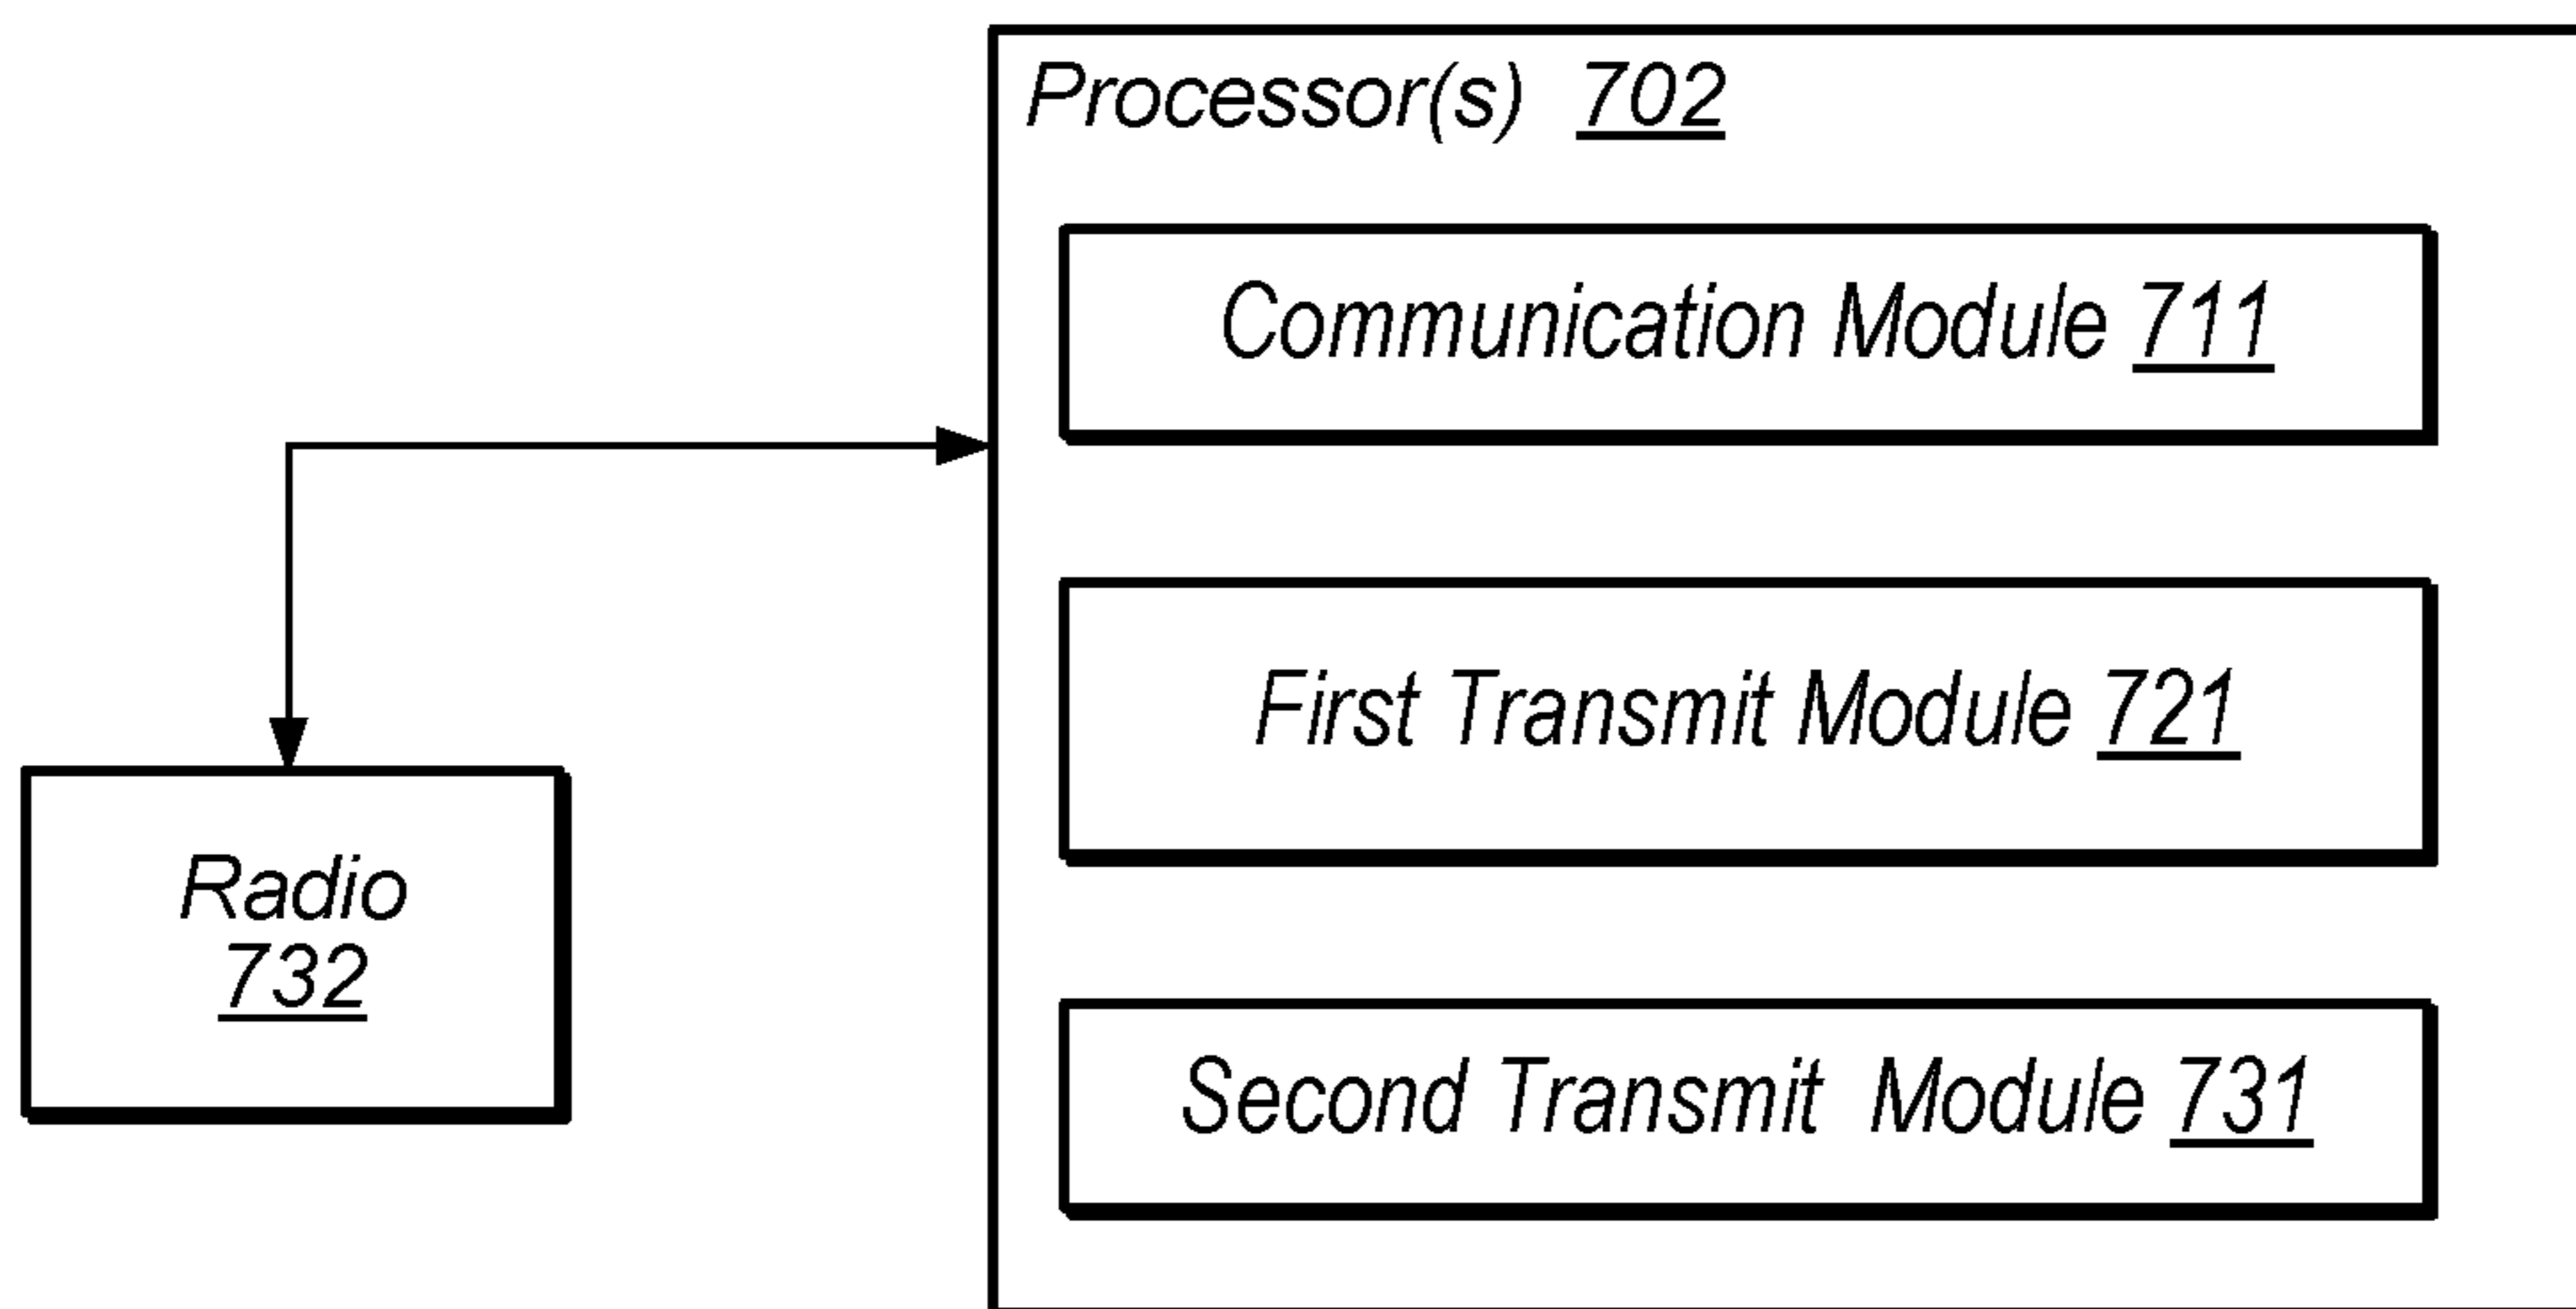 Processor(s) 702
Communication Module 711
First Transmit Module 721
Radio
732
Second Transmit Module 731